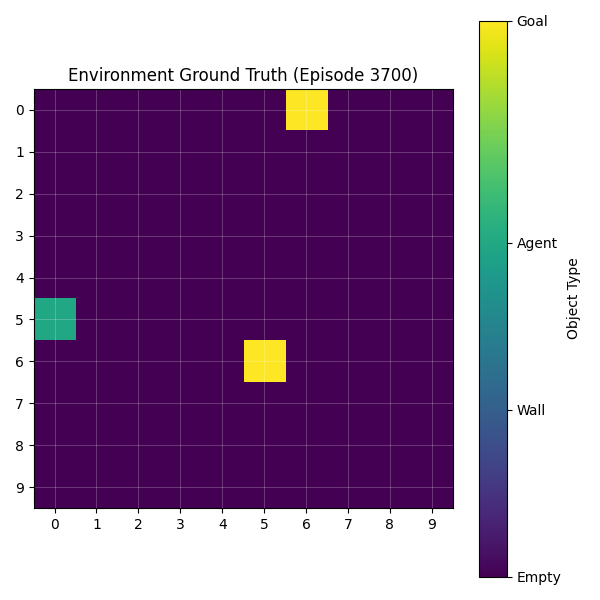 Environment Ground Truth (Episode 3700)
0
1
2
3
4
5
6
7
8
9
0 1 2 3 4 5 6 7 8 9
Goal
Agent
Wall
Empty
Object Type